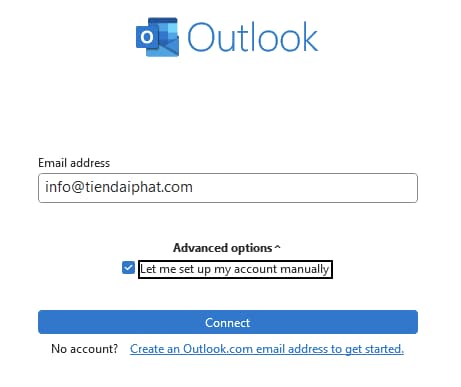 Outlook
Email address
info@tiendaiphat.com
Advanced options
Let me set up my account manually
Connect
No account? Create an Outlook.com email address to get started.